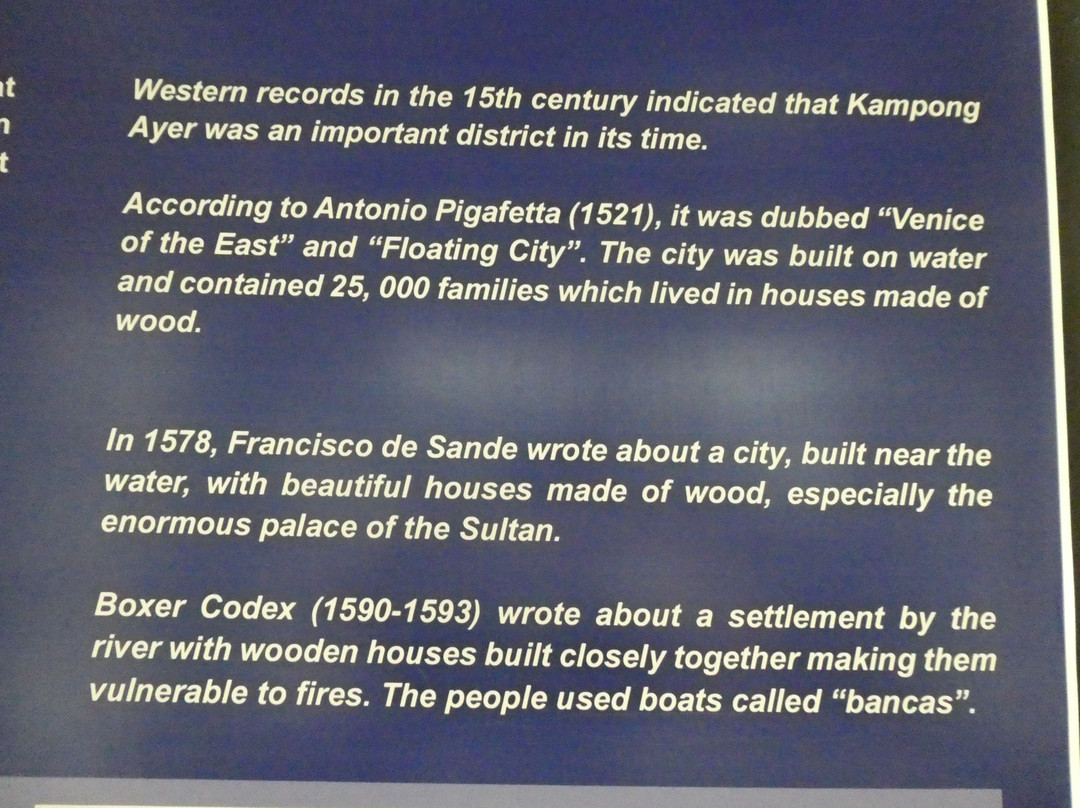 Western records in the 15th century indicated that Kampong
Ayer was an important district in its time.
According to Antonio Pigafetta (1521), it was dubbed “Venice
of the East” and “Floating City”. The city was built on water
and contained 25, 000 families which lived in houses made of
wood.
In 1578, Francisco de Sande wrote about a city, built near the
water, with beautiful houses made of wood, especially the
enormous palace of the Sultan.
Boxer Codex (1590-1593) wrote about a settlement by the
river with wooden houses built closely together making them
vulnerable to fires. The people used boats called “bancas”.